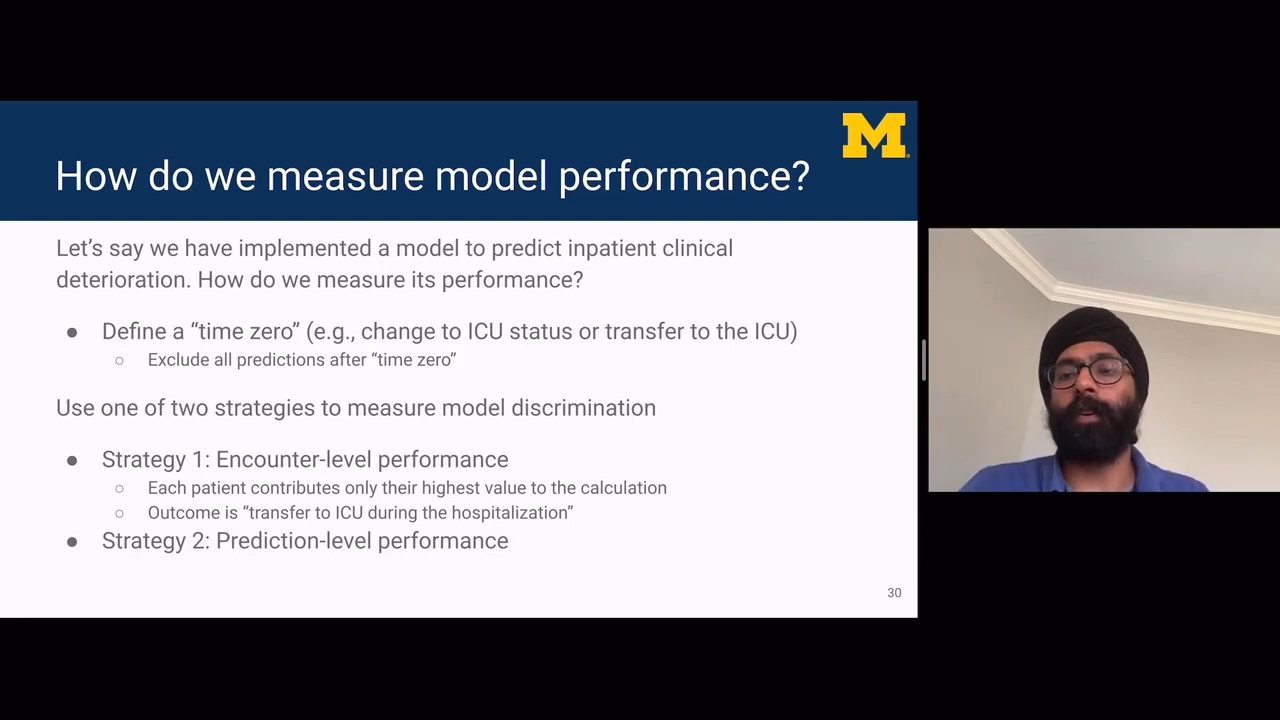 M
How do we measure model performance?
Let’s say we have implemented a model to predict inpatient clinical
deterioration. How do we measure its performance?
● Define a “time zero” (e.g., change to ICU status or transfer to the ICU)
○ Exclude all predictions after “time zero”
Use one of two strategies to measure model discrimination
● Strategy 1: Encounter-level performance
○ Each patient contributes only their highest value to the calculation
○ Outcome is “transfer to ICU during the hospitalization”
● Strategy 2: Prediction-level performance
30